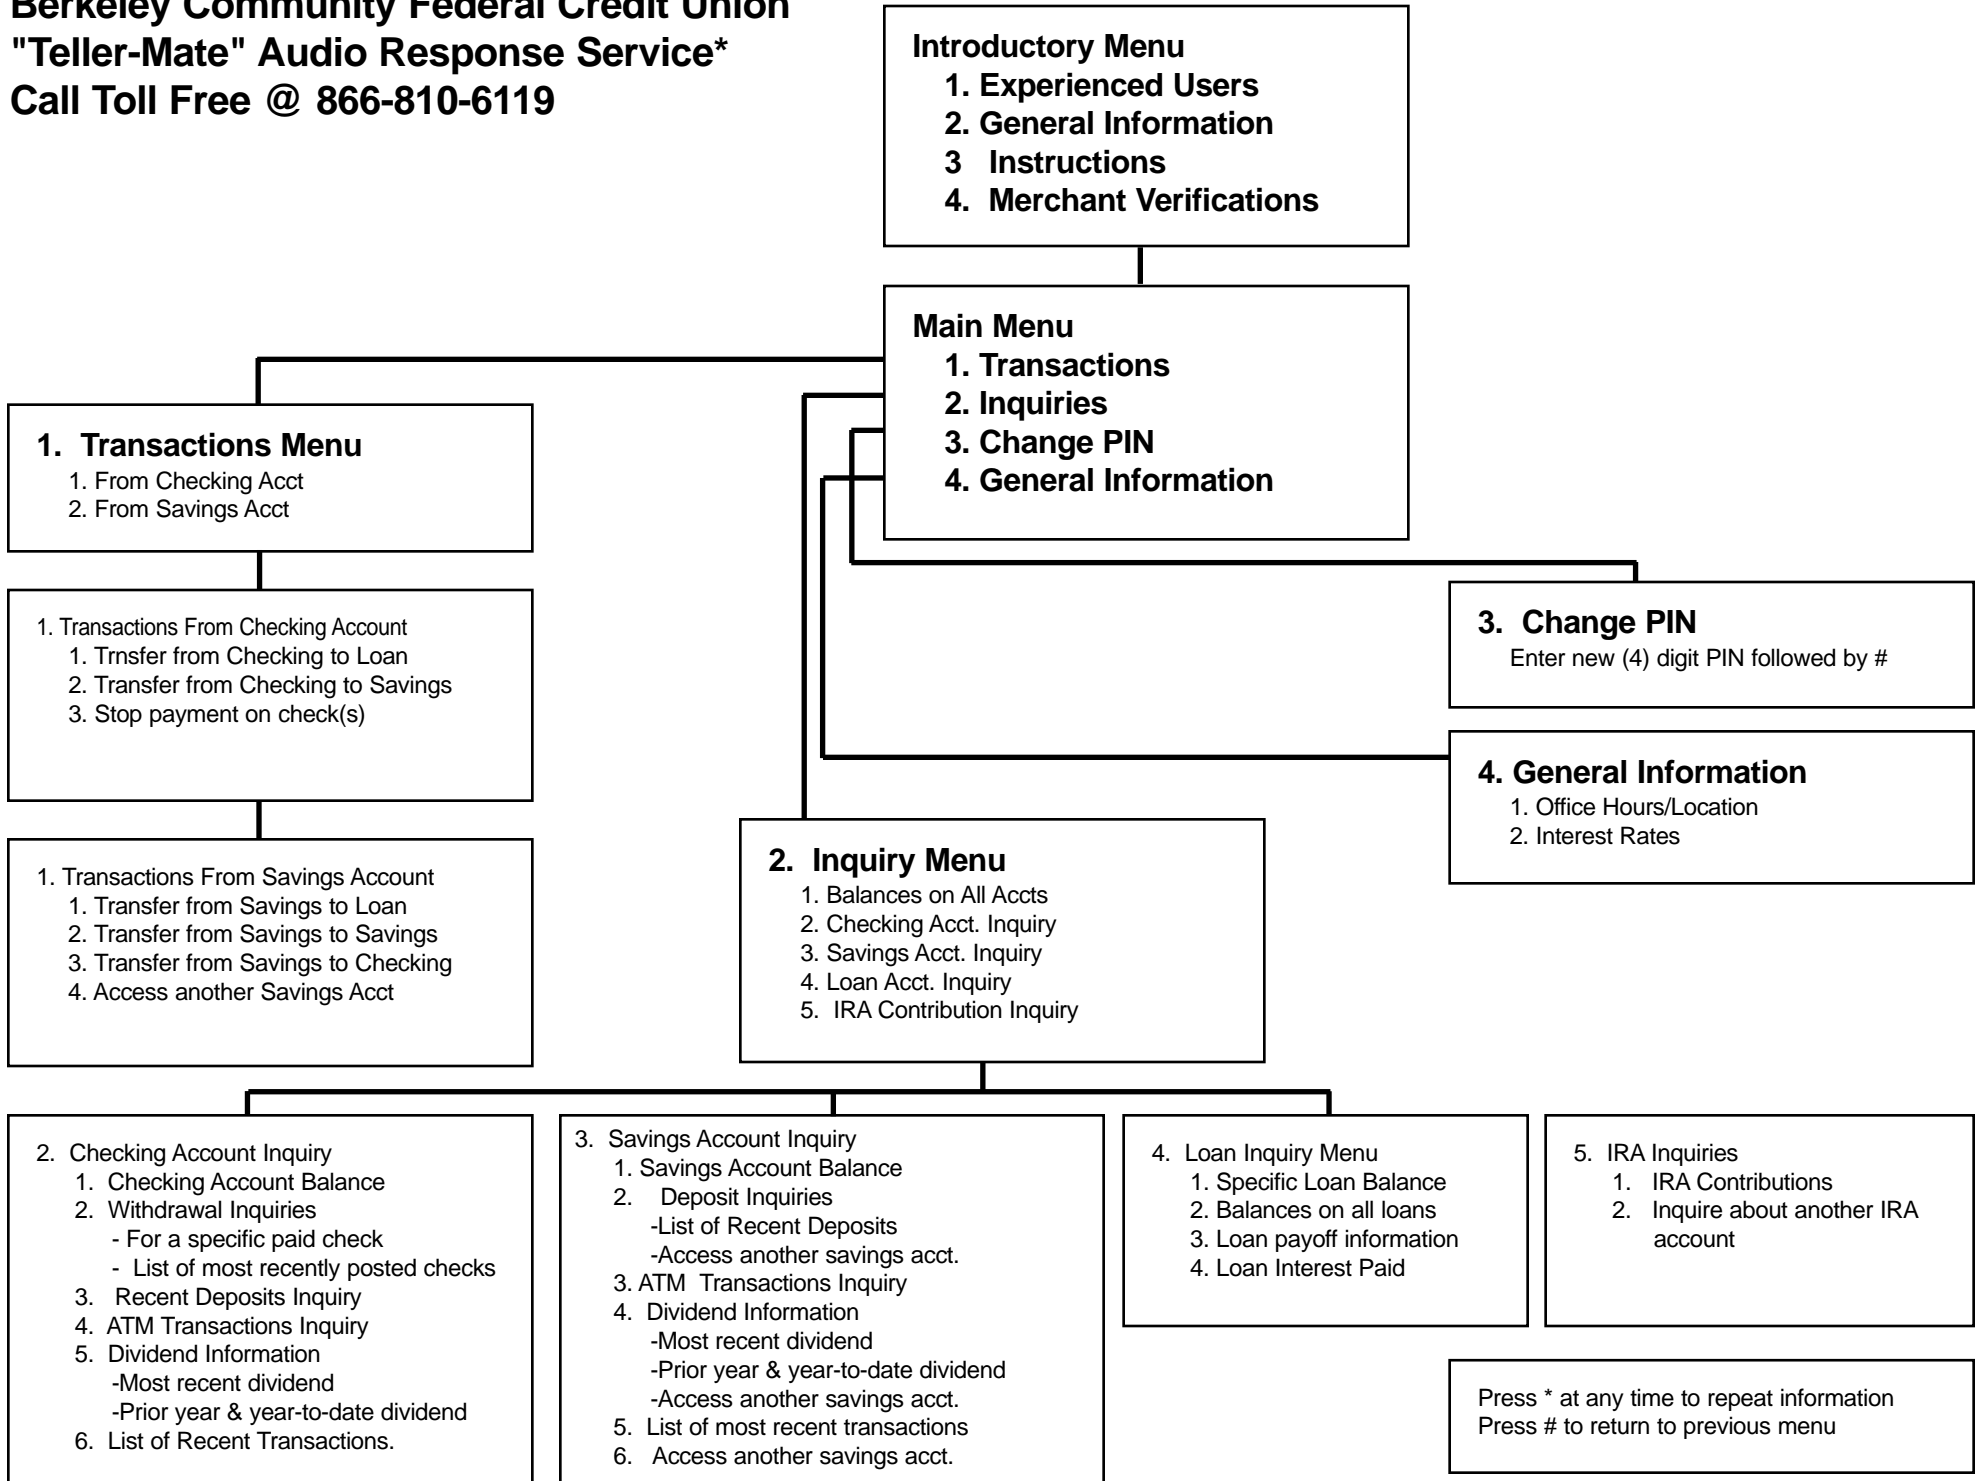 Berkeley Community Federal Credit Union
"Teller-Mate" Audio Response Service*
Call Toll Free @ 866-810-6119
Introductory Menu
1. Experienced Users
2. General Information
3 Instructions
4. Merchant Verifications
Main Menu
1. Transactions
2. Inquiries
3. Change PIN
4. General Information
1. Transactions Menu
1. From Checking Acct
2. From Savings Acct
1. Transactions From Checking Account
1. Trnsfer from Checking to Loan
2. Transfer from Checking to Savings
3. Stop payment on check(s)
1. Transactions From Savings Account
1. Transfer from Savings to Loan
2. Transfer from Savings to Savings
3. Transfer from Savings to Checking
4. Access another Savings Acct
3. Change PIN
Enter new (4) digit PIN followed by #
4. General Information
1. Office Hours/Location
2. Interest Rates
2. Inquiry Menu
1. Balances on All Accts
2. Checking Acct. Inquiry
3. Savings Acct. Inquiry
4. Loan Acct. Inquiry
5. IRA Contribution Inquiry
2. Checking Account Inquiry
1. Checking Account Balance
2. Withdrawal Inquiries
- For a specific paid check
- List of most recently posted checks
3. Recent Deposits Inquiry
4. ATM Transactions Inquiry
5. Dividend Information
-Most recent dividend
-Prior year & year-to-date dividend
6. List of Recent Transactions.
3. Savings Account Inquiry
1. Savings Account Balance
2. Deposit Inquiries
-List of Recent Deposits
-Access another savings acct.
3. ATM Transactions Inquiry
4. Dividend Information
-Most recent dividend
-Prior year & year-to-date dividend
-Access another savings acct.
5. List of most recent transactions
6. Access another savings acct.
4. Loan Inquiry Menu
1. Specific Loan Balance
2. Balances on all loans
3. Loan payoff information
4. Loan Interest Paid
5. IRA Inquiries
1. IRA Contributions
2. Inquire about another IRA
account
Press * at any time to repeat information
Press # to return to previous menu